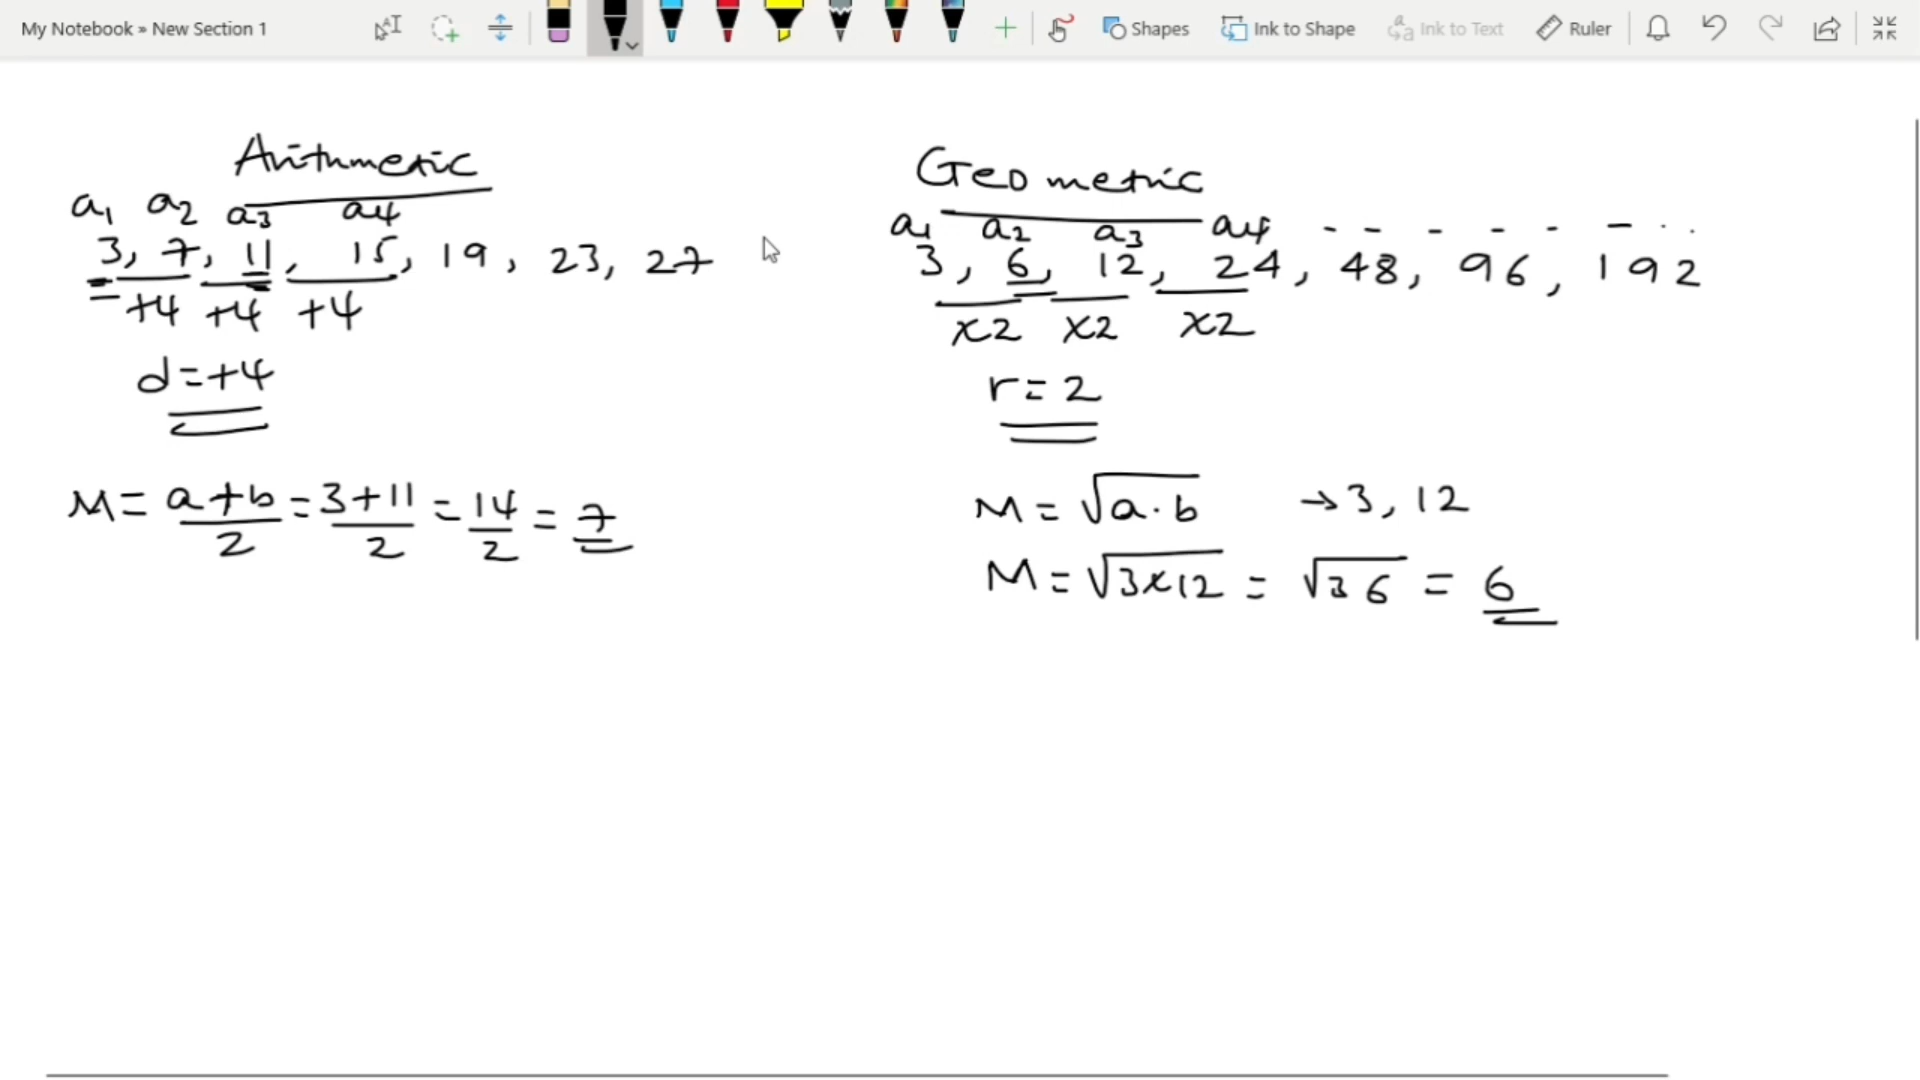 My Notebook » New Section 1
Shapes
Ink to Shape
Ink to Text
Ruler
Arithmetic
a1 a2 a3 a4
3, 7, 11, 15, 19, 23, 27
+4 +4 +4
d=+4
M = a+b/2 = 3+11/2 = 14/2 = 7
Geometric
a1 a2 a3 a4 - - - - - - . .
3, 6, 12, 24, 48, 96, 192
x2 x2 x2
r=2
M = √a·b → 3, 12
M = √3x12 = √36 = 6